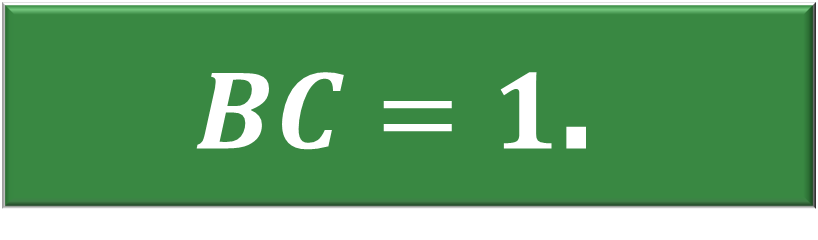 BC = 1.